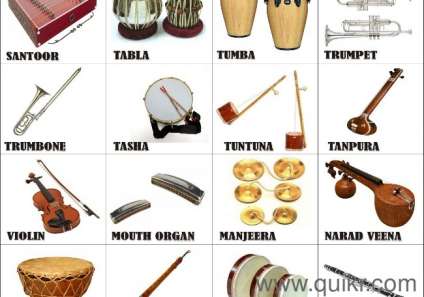 SANTOOR
TABLA
TUMBA
TRUMPET
TRUMBONE
TASHA
TUNTUNA
TANPURA
VIOLIN
MOUTH ORGAN
MANJEERA
NARAD VEENA
www.quikr.com